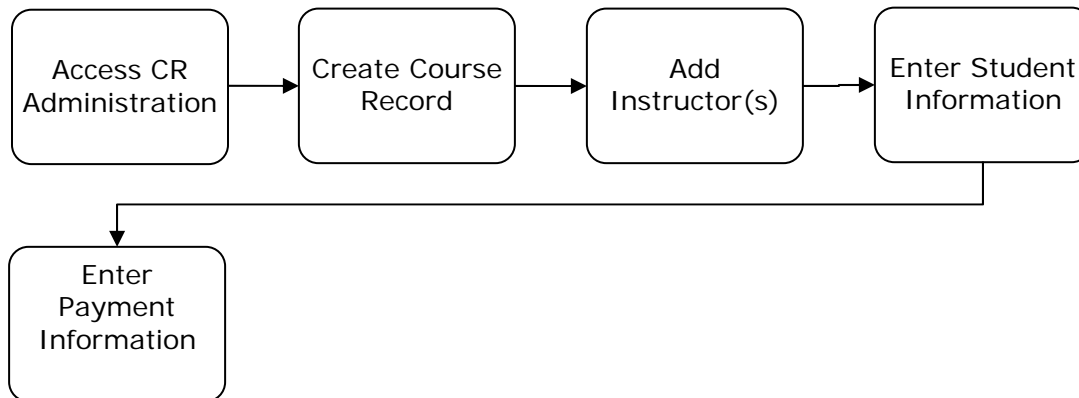 Access CR
Administration
Create Course
Record
Add
Instructor(s)
Enter Student
Information
Enter
Payment
Information